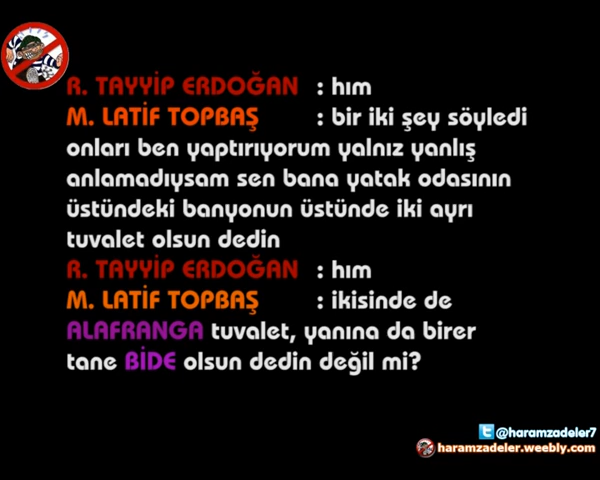 R. TAYYİP ERDOĞAN : hım
M. LATİF TOPBAŞ : bir iki şey söyledi
onları ben yaptırıyorum yalnız yanlış
anlamadıysam sen bana yatak odasının
üstündeki banyonun üstünde iki ayrı
tuvalet olsun dedin
R. TAYYİP ERDOĞAN : hım
M. LATİF TOPBAŞ : ikisinde de
ALAFRANGA tuvalet, yanına da birer
tane BİDE olsun dedin değil mi?
@haramzadeler7
haramzadeler.weebly.com